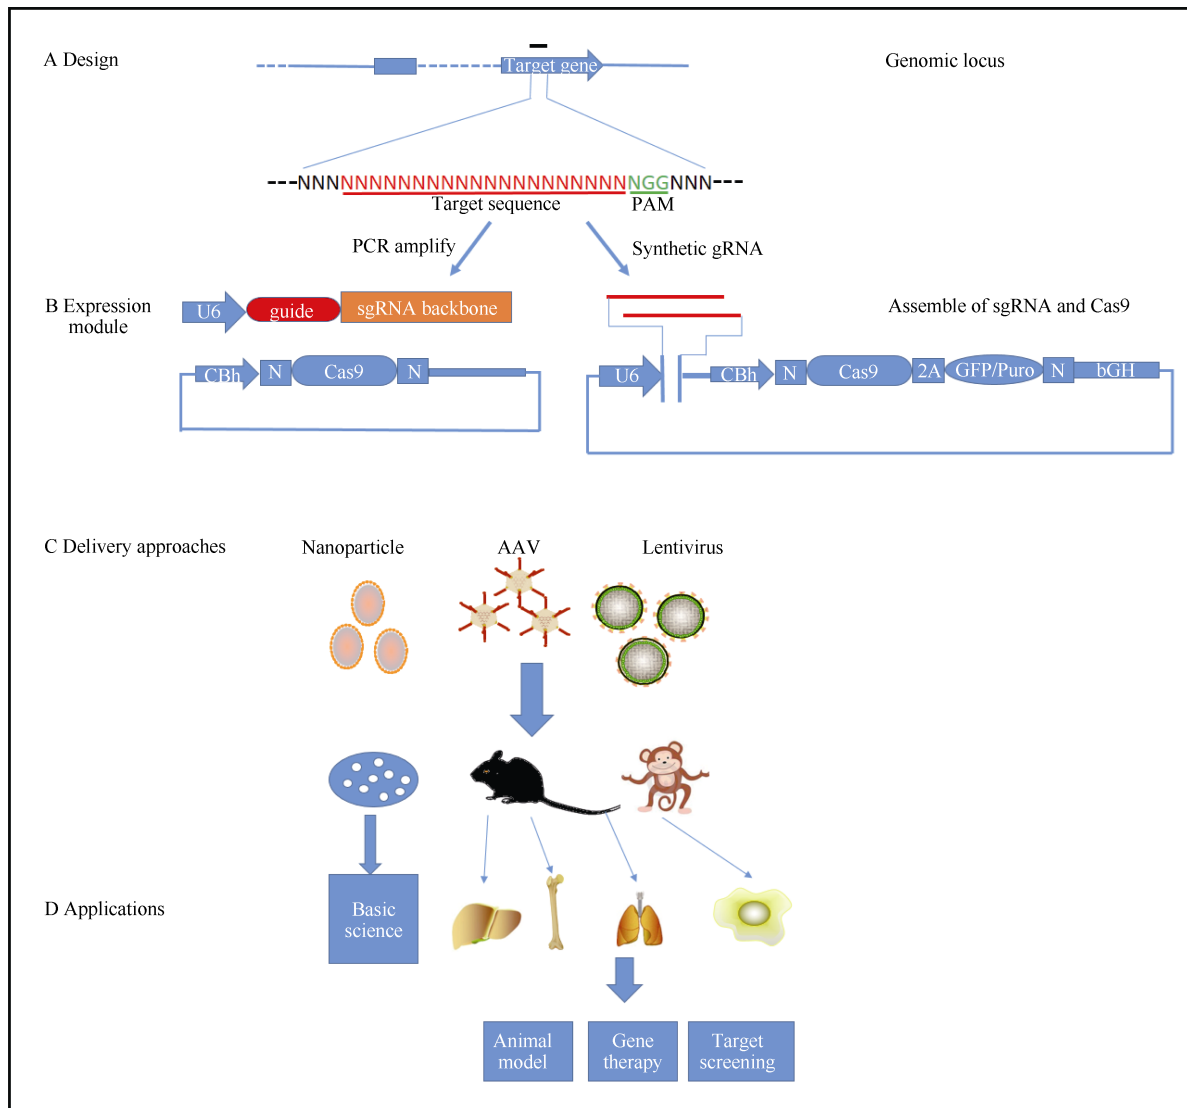 A Design
Target gene
Genomic locus
---NNNNNNNNNNNNNNNNNNNNNNNNGGNNN---
Target sequence
PAM
PCR amplify
Synthetic gRNA
B Expression
module
U6
guide
sgRNA backbone
Assemble of sgRNA and Cas9
CBh
N
Cas9
N
U6
CBh
N
Cas9
2A
GFP/Puro
N
bGH
C Delivery approaches
Nanoparticle
AAV
Lentivirus
D Applications
Basic
science
Animal
model
Gene
therapy
Target
screening